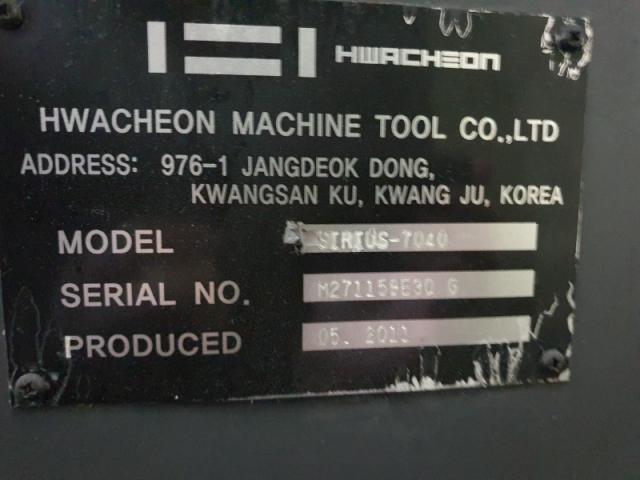 HWACHEON
HWACHEON MACHINE TOOL CO.,LTD
ADDRESS: 976-1 JANGDEOK DONG,
KWANGSAN KU, KWANG JU, KOREA
MODEL SIRIUS-7040
SERIAL NO.
PRODUCED 05. 2011